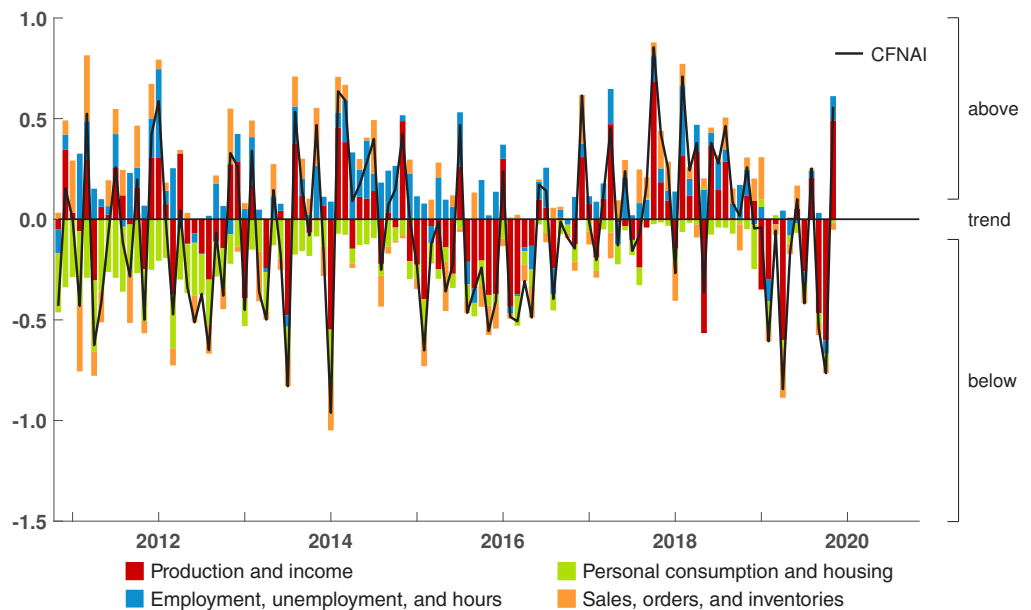 1.0
CFNAI
above
0.5
0.0
trend
-0.5
below
-1.0
-1.5
2012 2014 2016 2018 2020
Production and income Personal consumption and housing
Employment, unemployment, and hours Sales, orders, and inventories